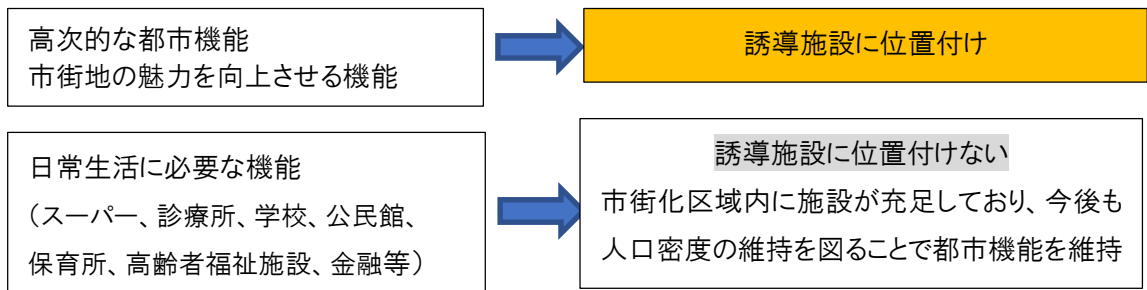 高次的な都市機能
市街地の魅力を向上させる機能
誘導施設に位置付け
日常生活に必要な機能
（スーパー、診療所、学校、公民館、
保育所、高齢者福祉施設、金融等）
誘導施設に位置付けない
市街化区域内に施設が充足しており、今後も
人口密度の維持を図ることで都市機能を維持